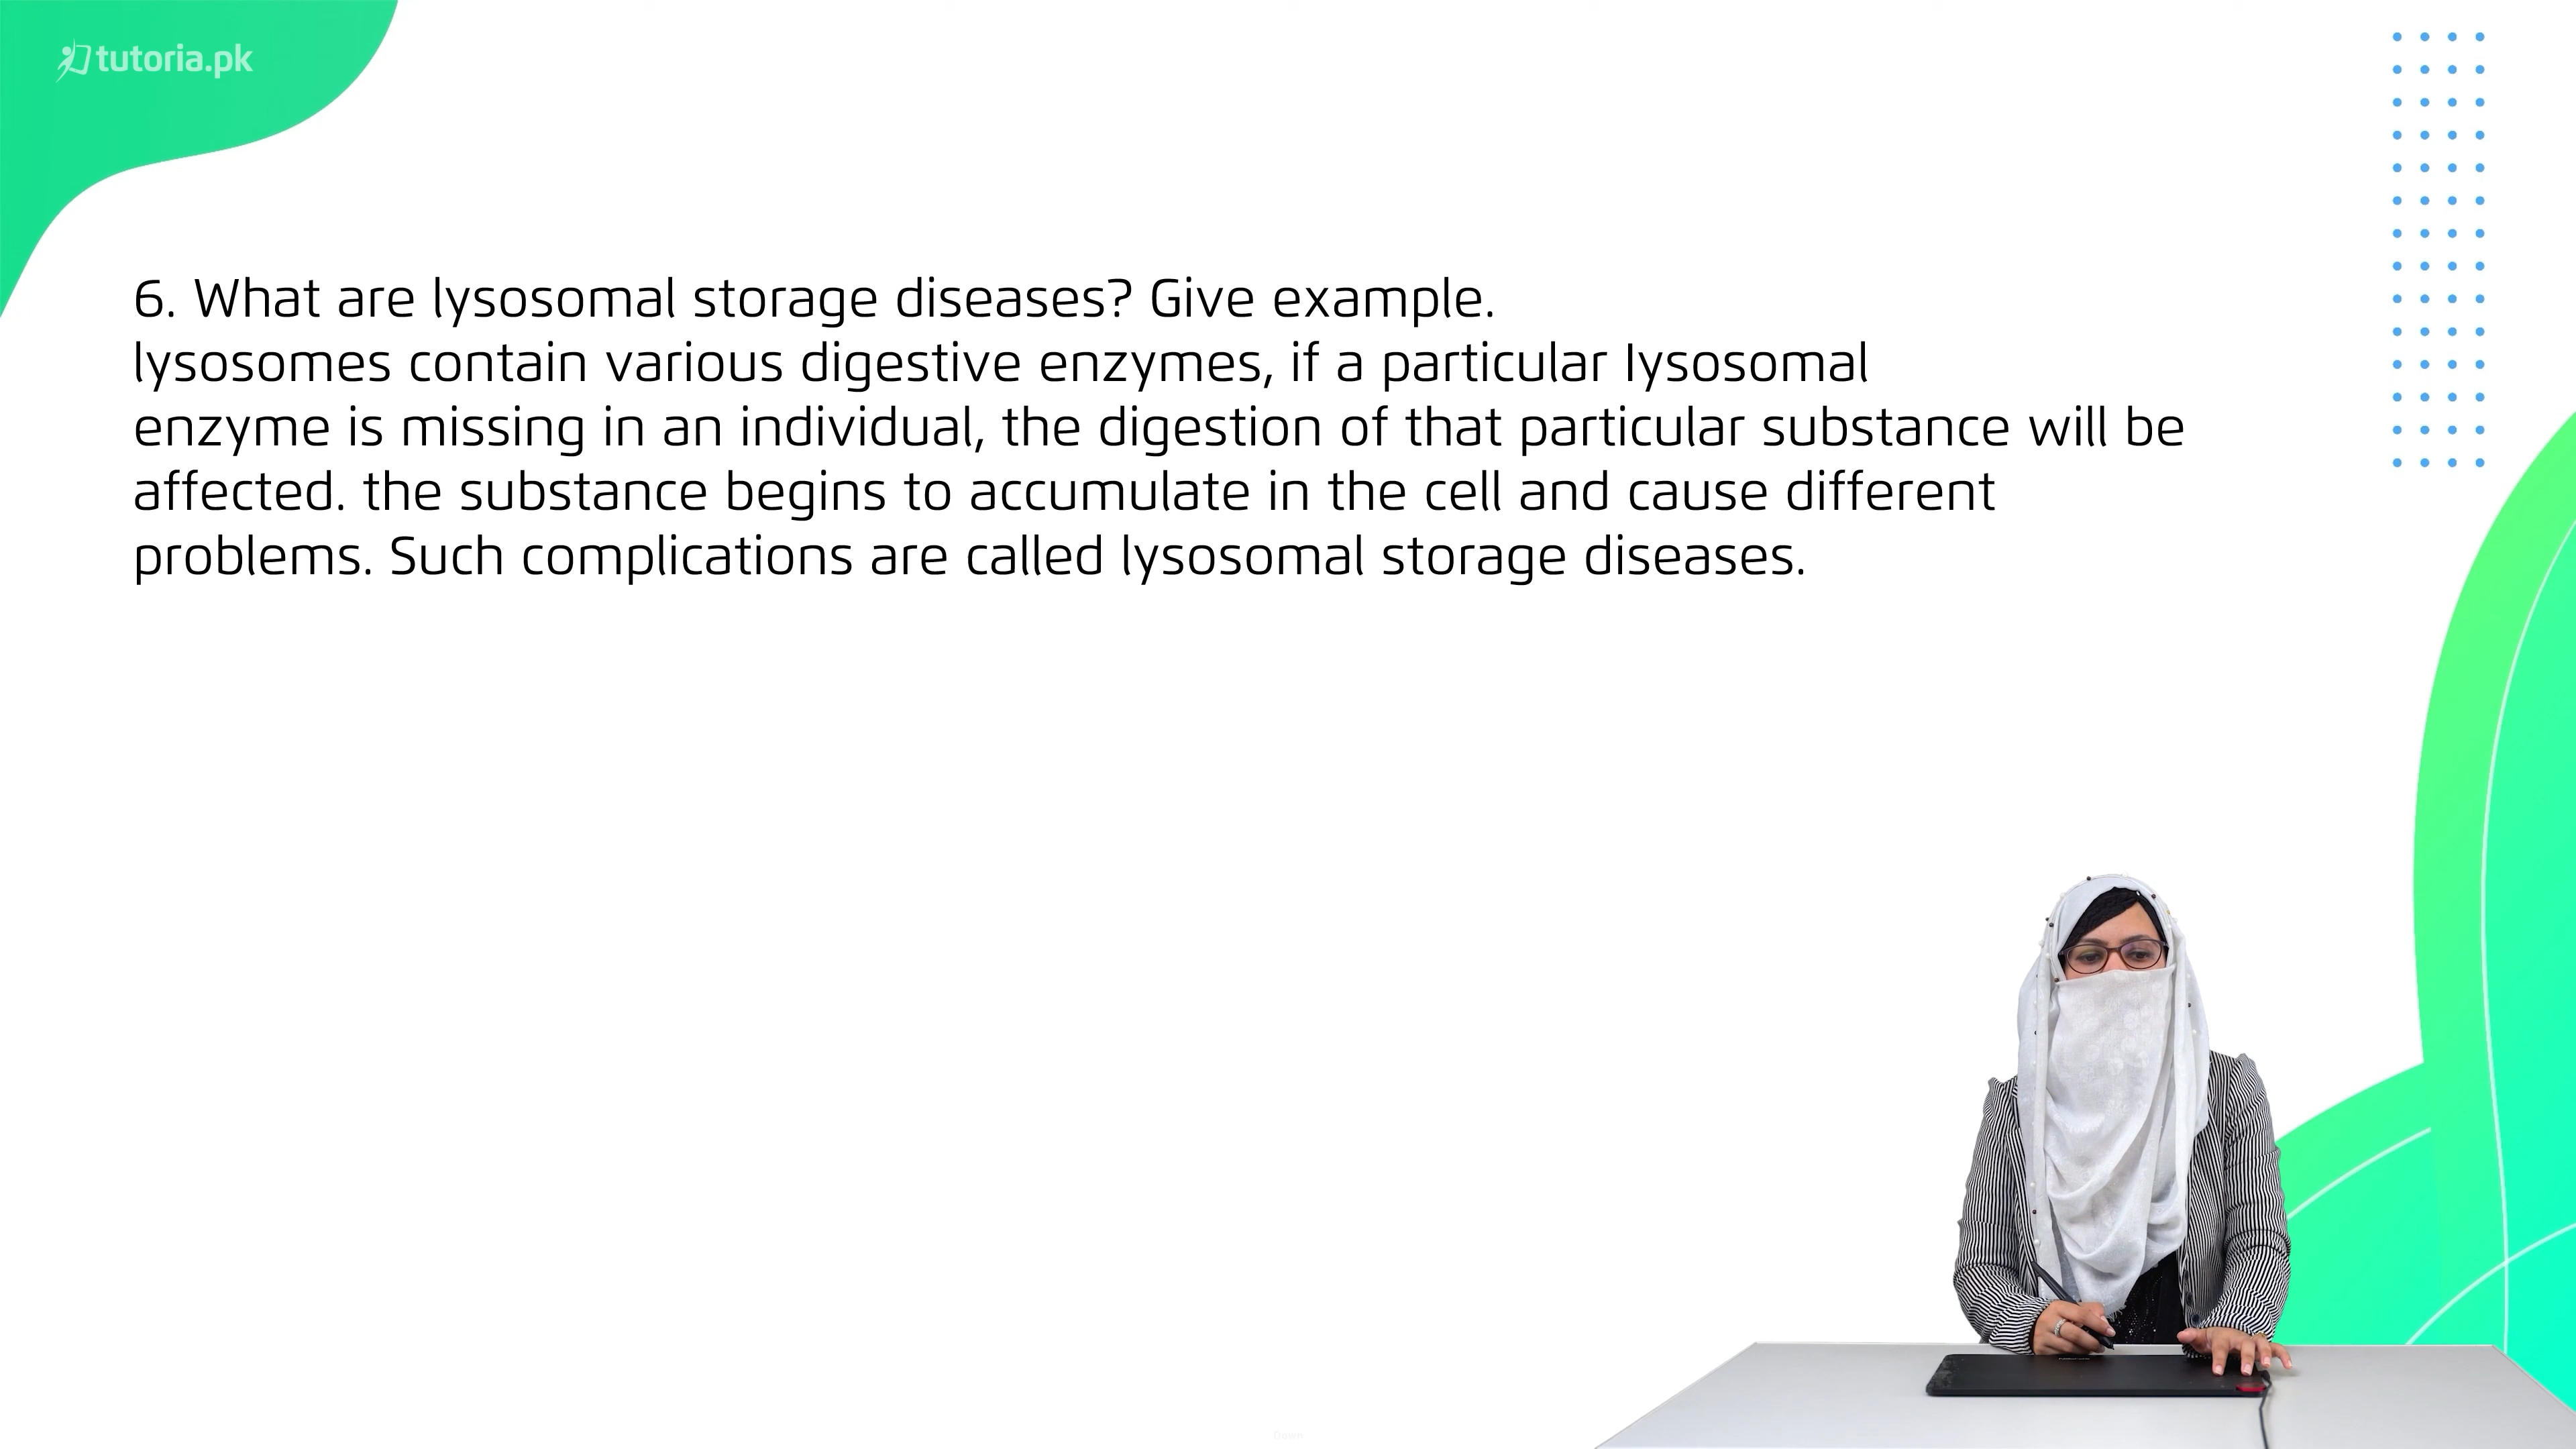 tutoria.pk
6. What are lysosomal storage diseases? Give example.
lysosomes contain various digestive enzymes, if a particular Iysosomal
enzyme is missing in an individual, the digestion of that particular substance will be
affected. the substance begins to accumulate in the cell and cause different
problems. Such complications are called lysosomal storage diseases.